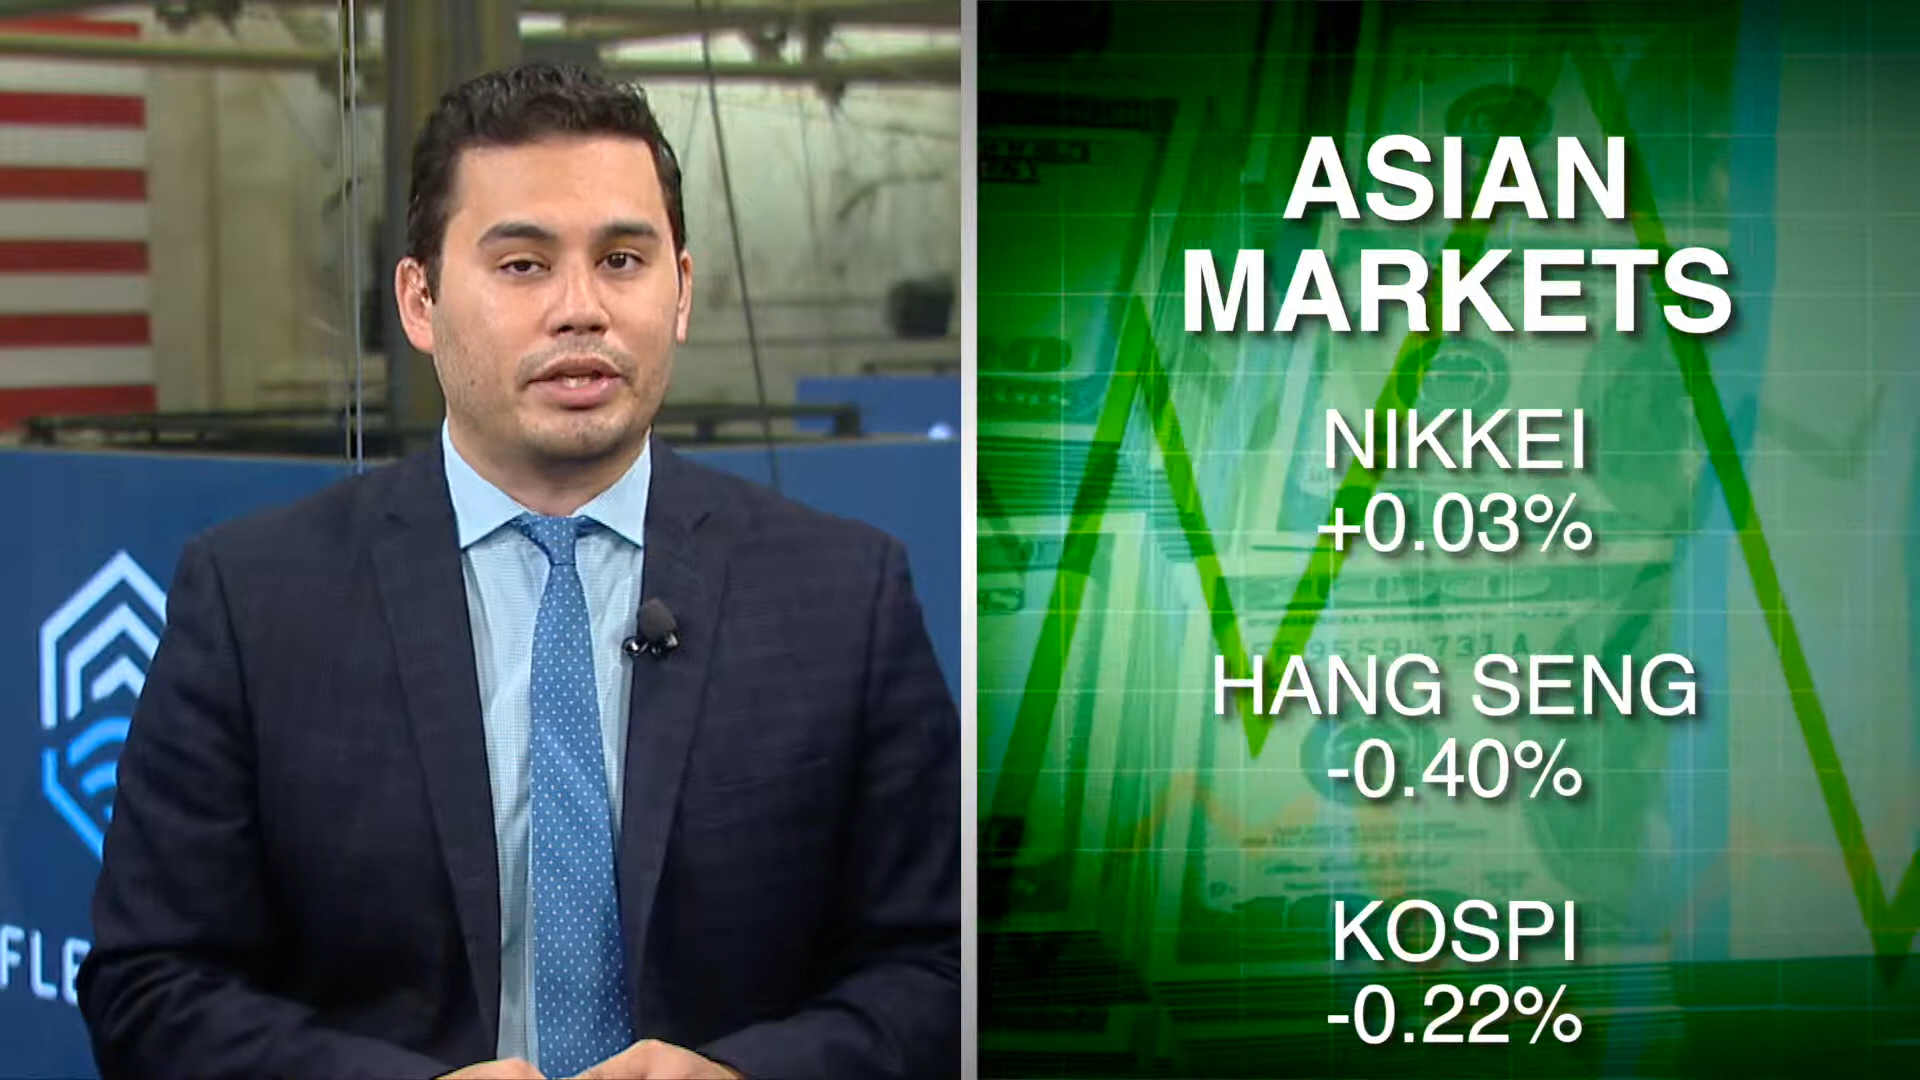 ASIAN
MARKETS
NIKKEI
+0.03%
HANG SENG
-0.40%
KOSPI
-0.22%
FLE